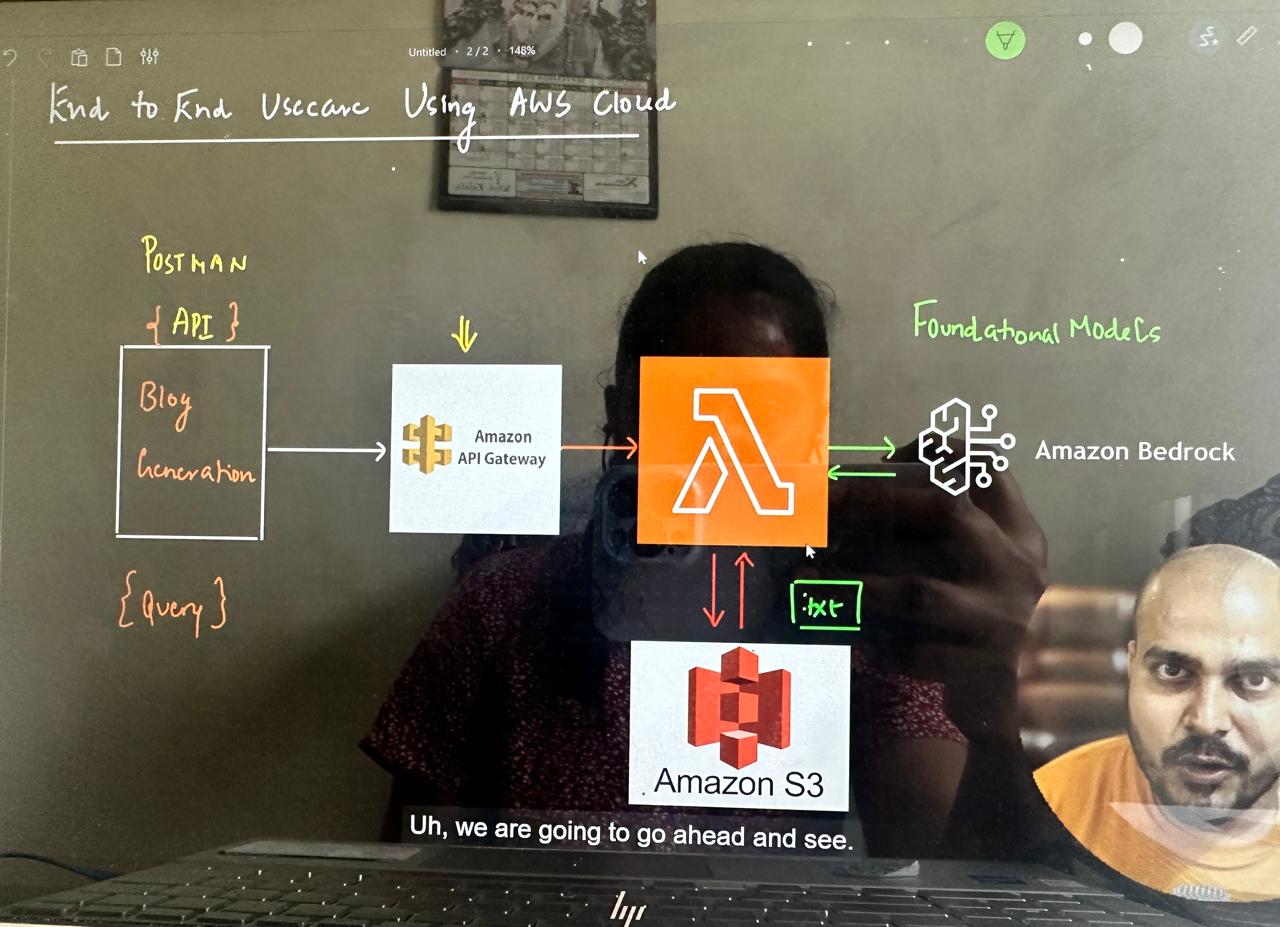 Untitled · 2/2 · 148%
End to End Usecase Using AWS Cloud
POSTMAN
{ API }
Blog
Generation
{Query}
Amazon
API Gateway
Foundational Models
Amazon Bedrock
.txt
Amazon S3
Uh, we are going to go ahead and see.
hp